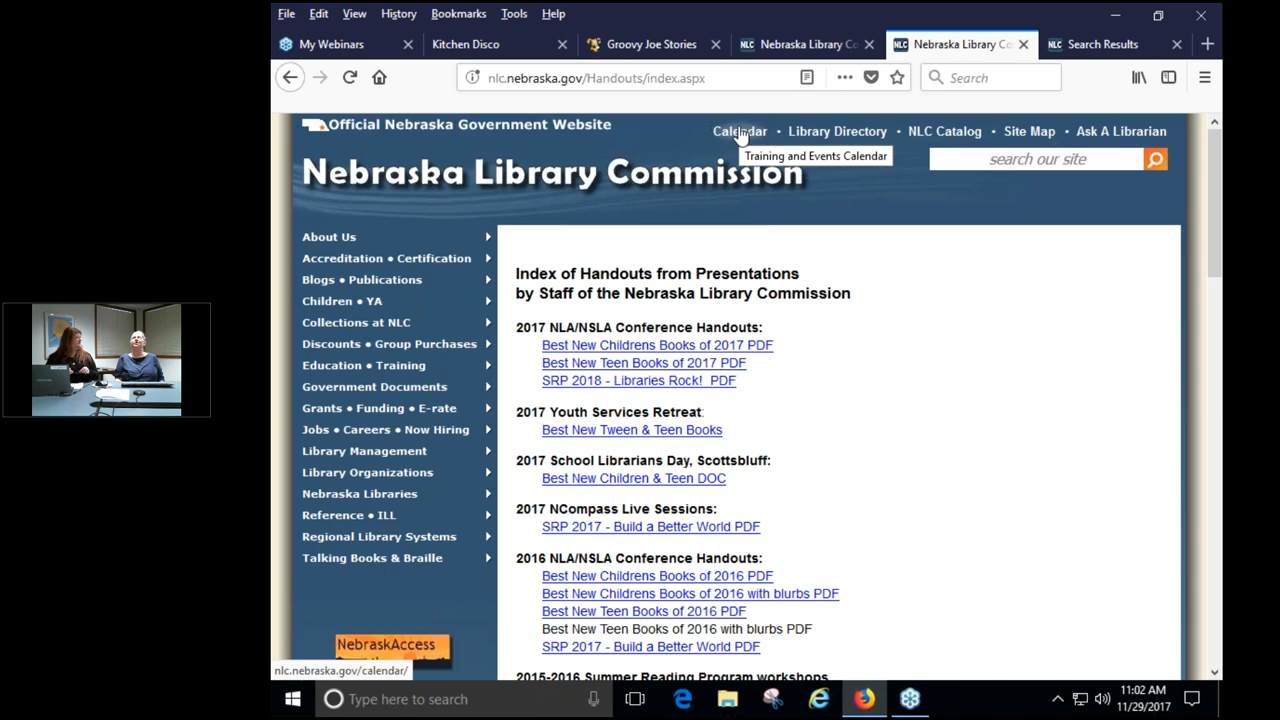 File Edit View History Bookmarks Tools Help
My Webinars
Kitchen Disco
Groovy Joe Stories
NLC Nebraska Library Co
NLC Nebraska Library Co
NLC Search Results
nlc.nebraska.gov/Handouts/index.aspx
Search
Official Nebraska Government Website
Calendar • Library Directory • NLC Catalog • Site Map • Ask A Librarian
Training and Events Calendar
search our site
Nebraska Library Commission
About Us
Accreditation • Certification
Blogs • Publications
Children • YA
Collections at NLC
Discounts • Group Purchases
Education • Training
Government Documents
Grants • Funding • E-rate
Jobs • Careers • Now Hiring
Library Management
Library Organizations
Nebraska Libraries
Reference • ILL
Regional Library Systems
Talking Books & Braille
NebraskAccess
Index of Handouts from Presentations
by Staff of the Nebraska Library Commission
2017 NLA/NSLA Conference Handouts:
Best New Childrens Books of 2017 PDF
Best New Teen Books of 2017 PDF
SRP 2018 - Libraries Rock! PDF
2017 Youth Services Retreat:
Best New Tween & Teen Books
2017 School Librarians Day, Scottsbluff:
Best New Children & Teen DOC
2017 NCompass Live Sessions:
SRP 2017 - Build a Better World PDF
2016 NLA/NSLA Conference Handouts:
Best New Childrens Books of 2016 PDF
Best New Childrens Books of 2016 with blurbs PDF
Best New Teen Books of 2016 PDF
Best New Teen Books of 2016 with blurbs PDF
SRP 2017 - Build a Better World PDF
2015-2016 Summer Reading Program workshops
nlc.nebraska.gov/calendar/
Type here to search
11:02 AM
11/29/2017